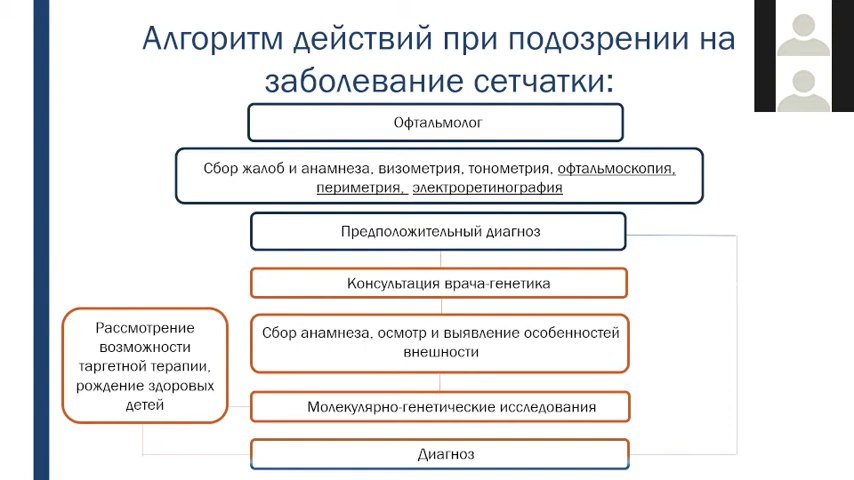 Алгоритм действий при подозрении на
заболевание сетчатки:
Офтальмолог
Сбор жалоб и анамнеза, визометрия, тонометрия, офтальмоскопия,
периметрия, электроретинография
Предположительный диагноз
Консультация врача-генетика
Сбор анамнеза, осмотр и выявление особенностей
внешности
Рассмотрение
возможности
таргетной терапии,
рождение здоровых
детей
Молекулярно-генетические исследования
Диагноз